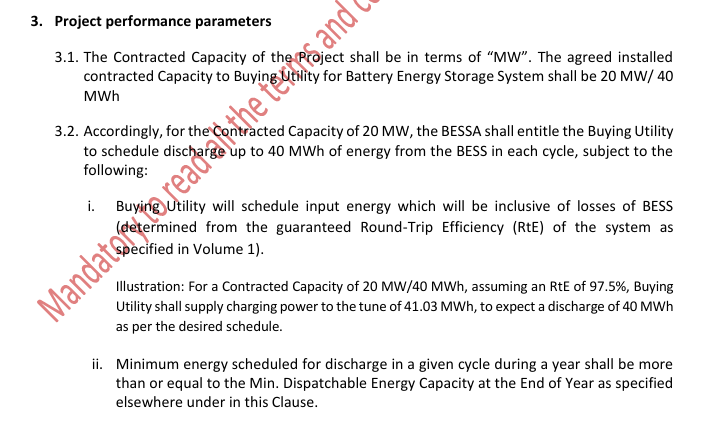 3. Project performance parameters
3.1. The Contracted Capacity of the Project shall be in terms of “MW”. The agreed installed
contracted Capacity to Buying Utility for Battery Energy Storage System shall be 20 MW/ 40
MWh
3.2. Accordingly, for the Contracted Capacity of 20 MW, the BESSA shall entitle the Buying Utility
to schedule discharge up to 40 MWh of energy from the BESS in each cycle, subject to the
following:
i. Buying Utility will schedule input energy which will be inclusive of losses of BESS
(determined from the guaranteed Round-Trip Efficiency (RtE) of the system as
specified in Volume 1).
Illustration: For a Contracted Capacity of 20 MW/40 MWh, assuming an RtE of 97.5%, Buying
Utility shall supply charging power to the tune of 41.03 MWh, to expect a discharge of 40 MWh
as per the desired schedule.
ii. Minimum energy scheduled for discharge in a given cycle during a year shall be more
than or equal to the Min. Dispatchable Energy Capacity at the End of Year as specified
elsewhere under in this Clause.
Mandatory to read all the terms and